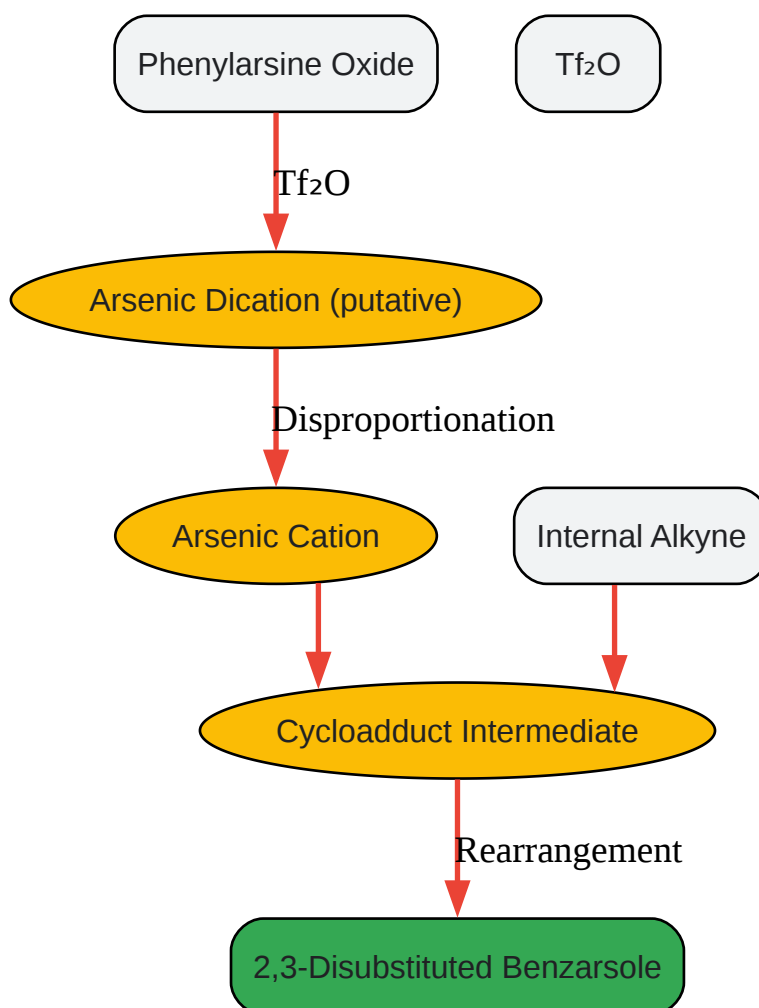 Phenylarsine Oxide
Tf₂O
Tf₂O
Arsenic Dication (putative)
Disproportionation
Arsenic Cation
Internal Alkyne
Cycloadduct Intermediate
Rearrangement
2,3-Disubstituted Benzarsole